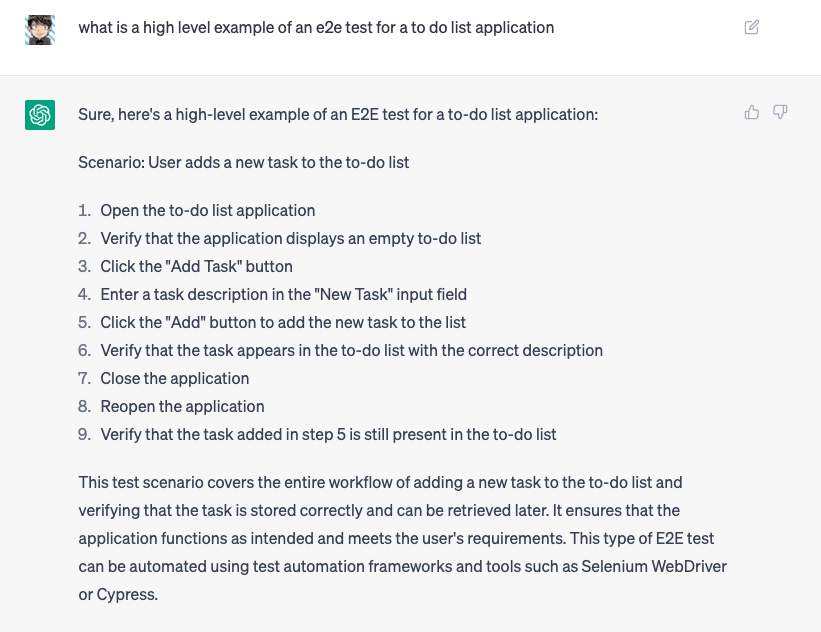 what is a high level example of an e2e test for a to do list application
Sure, here's a high-level example of an E2E test for a to-do list application:
Scenario: User adds a new task to the to-do list
1. Open the to-do list application
2. Verify that the application displays an empty to-do list
3. Click the "Add Task" button
4. Enter a task description in the "New Task" input field
5. Click the "Add" button to add the new task to the list
6. Verify that the task appears in the to-do list with the correct description
7. Close the application
8. Reopen the application
9. Verify that the task added in step 5 is still present in the to-do list
This test scenario covers the entire workflow of adding a new task to the to-do list and
verifying that the task is stored correctly and can be retrieved later. It ensures that the
application functions as intended and meets the user's requirements. This type of E2E test
can be automated using test automation frameworks and tools such as Selenium WebDriver
or Cypress.